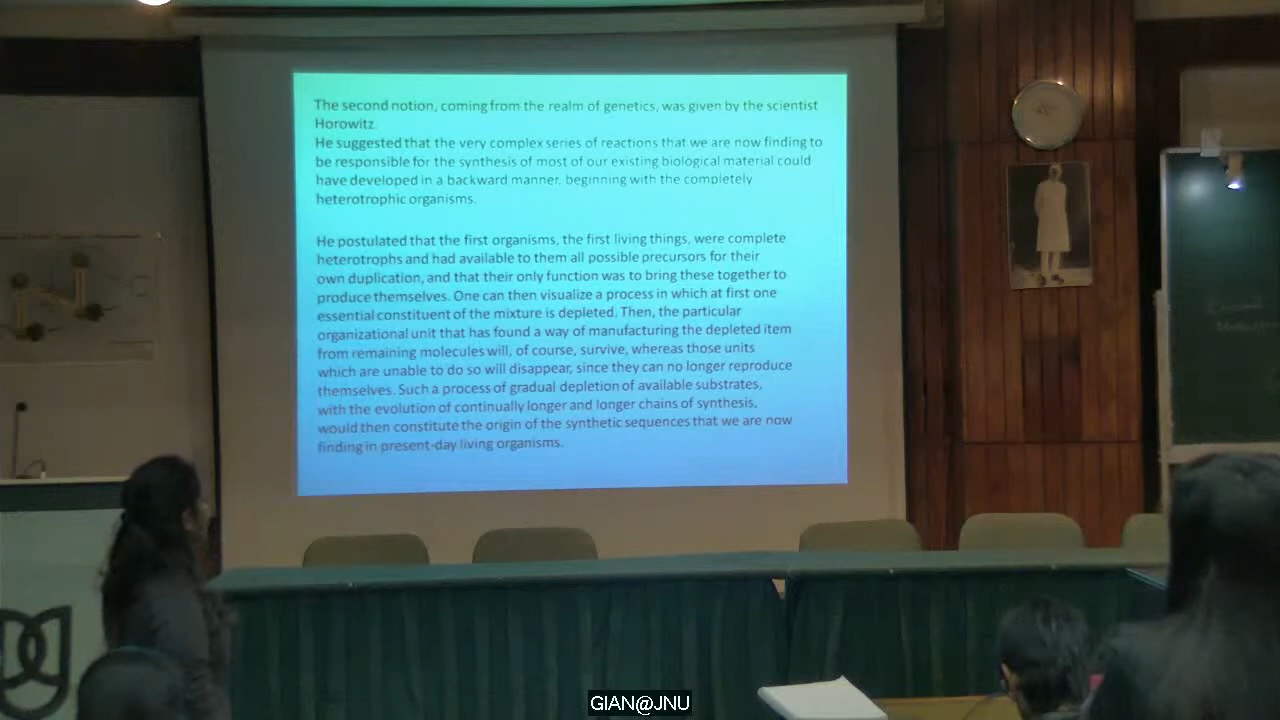 The second notion, coming from the realm of genetics, was given by the scientist
Horowitz.
He suggested that the very complex series of reactions that we are now finding to
be responsible for the synthesis of most of our existing biological material could
have developed in a backward manner, beginning with the completely
heterotrophic organisms.
He postulated that the first organisms, the first living things, were complete
heterotrophs and had available to them all possible precursors for their
own duplication, and that their only function was to bring these together to
produce themselves. One can then visualize a process in which at first one
essential constituent of the mixture is depleted. Then, the particular
organizational unit that has found a way of manufacturing the depleted item
from remaining molecules will, of course, survive, whereas those units
which are unable to do so will disappear, since they can no longer reproduce
themselves. Such a process of gradual depletion of available substrates,
with the evolution of continually longer and longer chains of synthesis,
would then constitute the origin of the synthetic sequences that we are now
finding in present-day living organisms.
GIAN@JNU